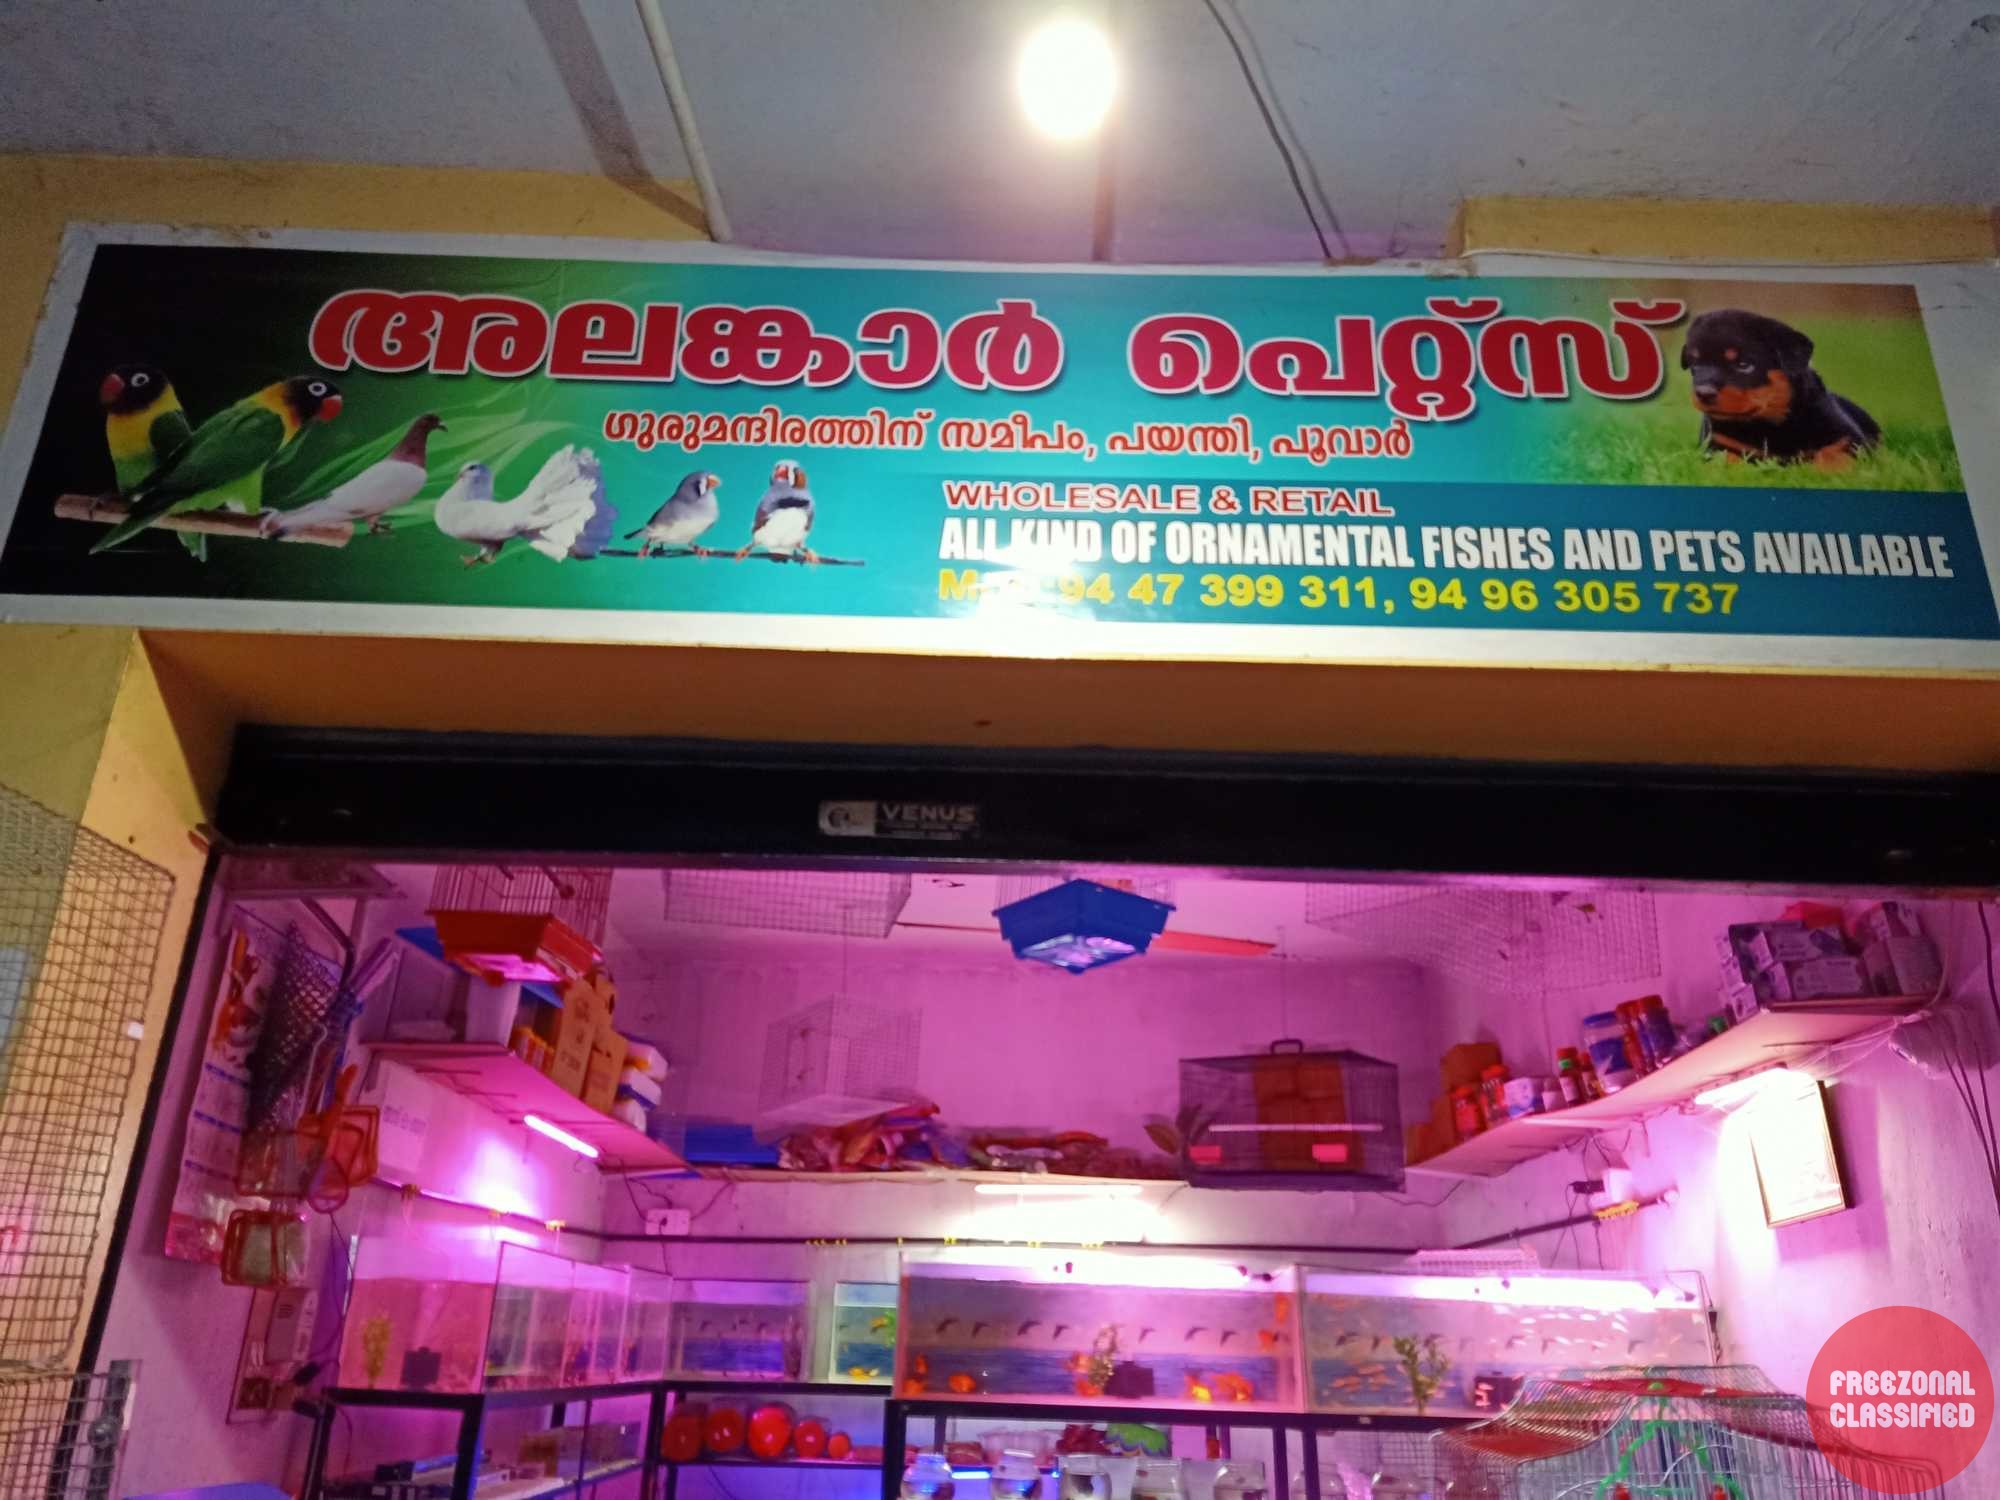 അലങ്കാർ പെറ്റ്സ്
ഗുരുമന്ദിരത്തിന് സമീപം, പയന്തി, പൂവാർ
WHOLESALE & RETAIL
ALL KIND OF ORNAMENTAL FISHES AND PETS AVAILABLE
94 47 399 311, 94 96 305 737
VENUS
FREEZONAL
CLASSIFIED